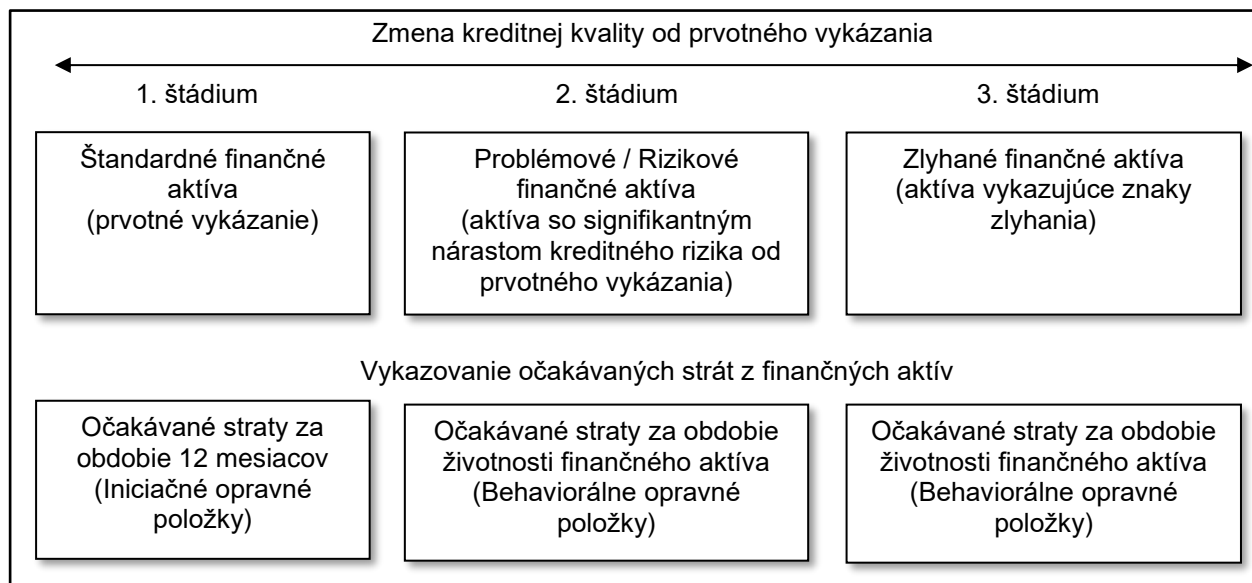 Zmena kreditnej kvality od prvotného vykázania
1. štádium
2. štádium
3. štádium
Štandardné finančné
aktíva
(prvotné vykázanie)
Problémové / Rizikové
finančné aktíva
(aktíva so signifikantným
nárastom kreditného rizika od
prvotného vykázania)
Zlyhané finančné aktíva
(aktíva vykazujúce znaky
zlyhania)
Vykazovanie očakávaných strát z finančných aktív
Očakávané straty za
obdobie 12 mesiacov
(Iniciačné opravné
položky)
Očakávané straty za obdobie
životnosti finančného aktíva
(Behaviorálne opravné
položky)
Očakávané straty za obdobie
životnosti finančného aktíva
(Behaviorálne opravné
položky)